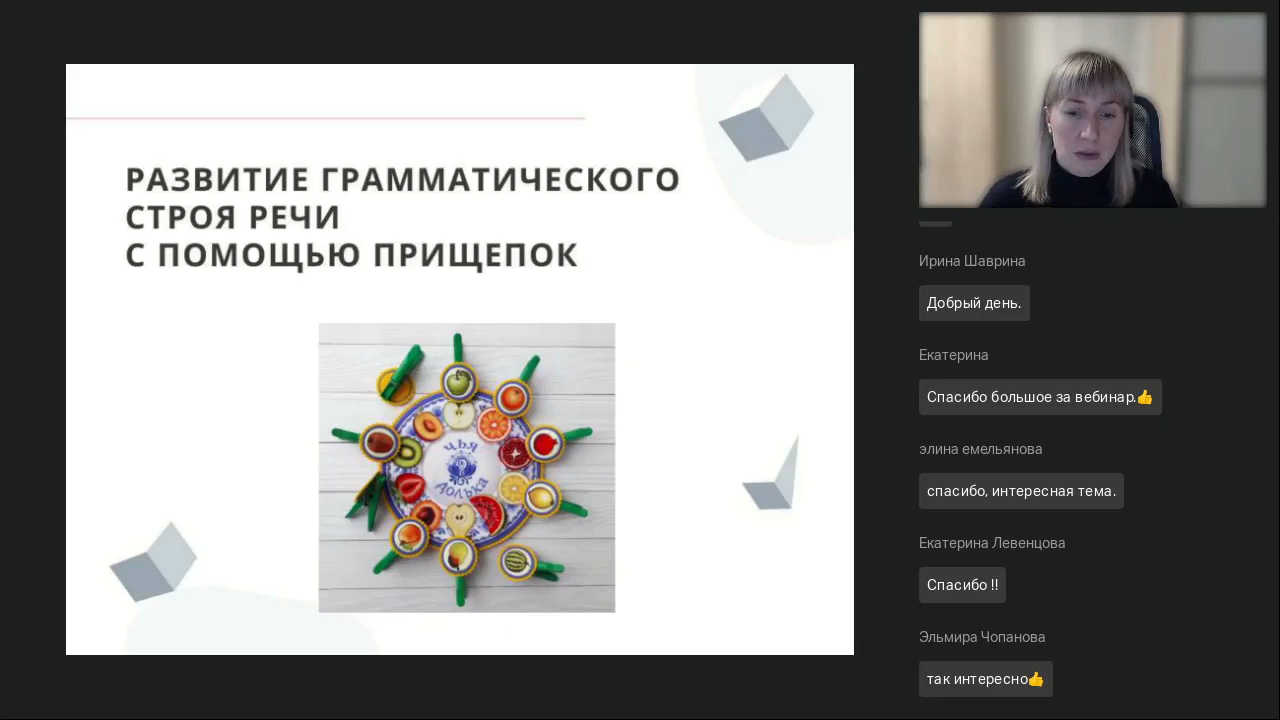 РАЗВИТИЕ ГРАММАТИЧЕСКОГО
СТРОЯ РЕЧИ
С ПОМОЩЬЮ ПРИЩЕПОК
ЧЬЯ
ДОЛЬКА
Ирина Шаврина
Добрый день.
Екатерина
Спасибо большое за вебинар.👍
элина емельянова
спасибо, интересная тема.
Екатерина Левенцова
Спасибо !!
Эльмира Чопанова
так интересно👍